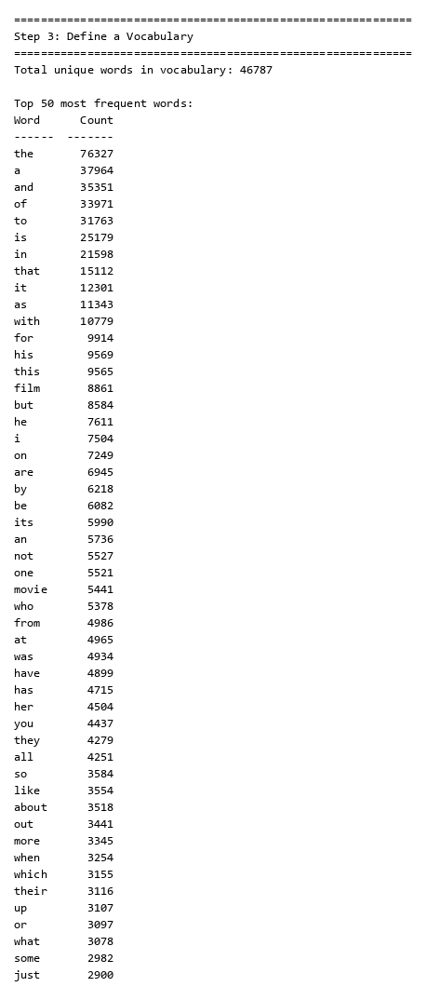 ============================================================
Step 3: Define a Vocabulary
============================================================
Total unique words in vocabulary: 46787
Top 50 most frequent words:
Word      Count
------  -------
the       76327
a         37964
and       35351
of        33971
to        31763
is        25179
in        21598
that      15112
it        12301
as        11343
with      10779
for        9914
his        9569
this       9565
film       8861
but        8584
he         7611
i          7504
on         7249
are        6945
by         6218
be         6082
its        5990
an         5736
not        5527
one        5521
movie      5441
who        5378
from       4986
at         4965
was        4934
have       4899
has        4715
her        4504
you        4437
they       4279
all        4251
so         3584
like       3554
about      3518
out        3441
more       3345
when       3254
which      3155
their      3116
up         3107
or         3097
what       3078
some       2982
just       2900